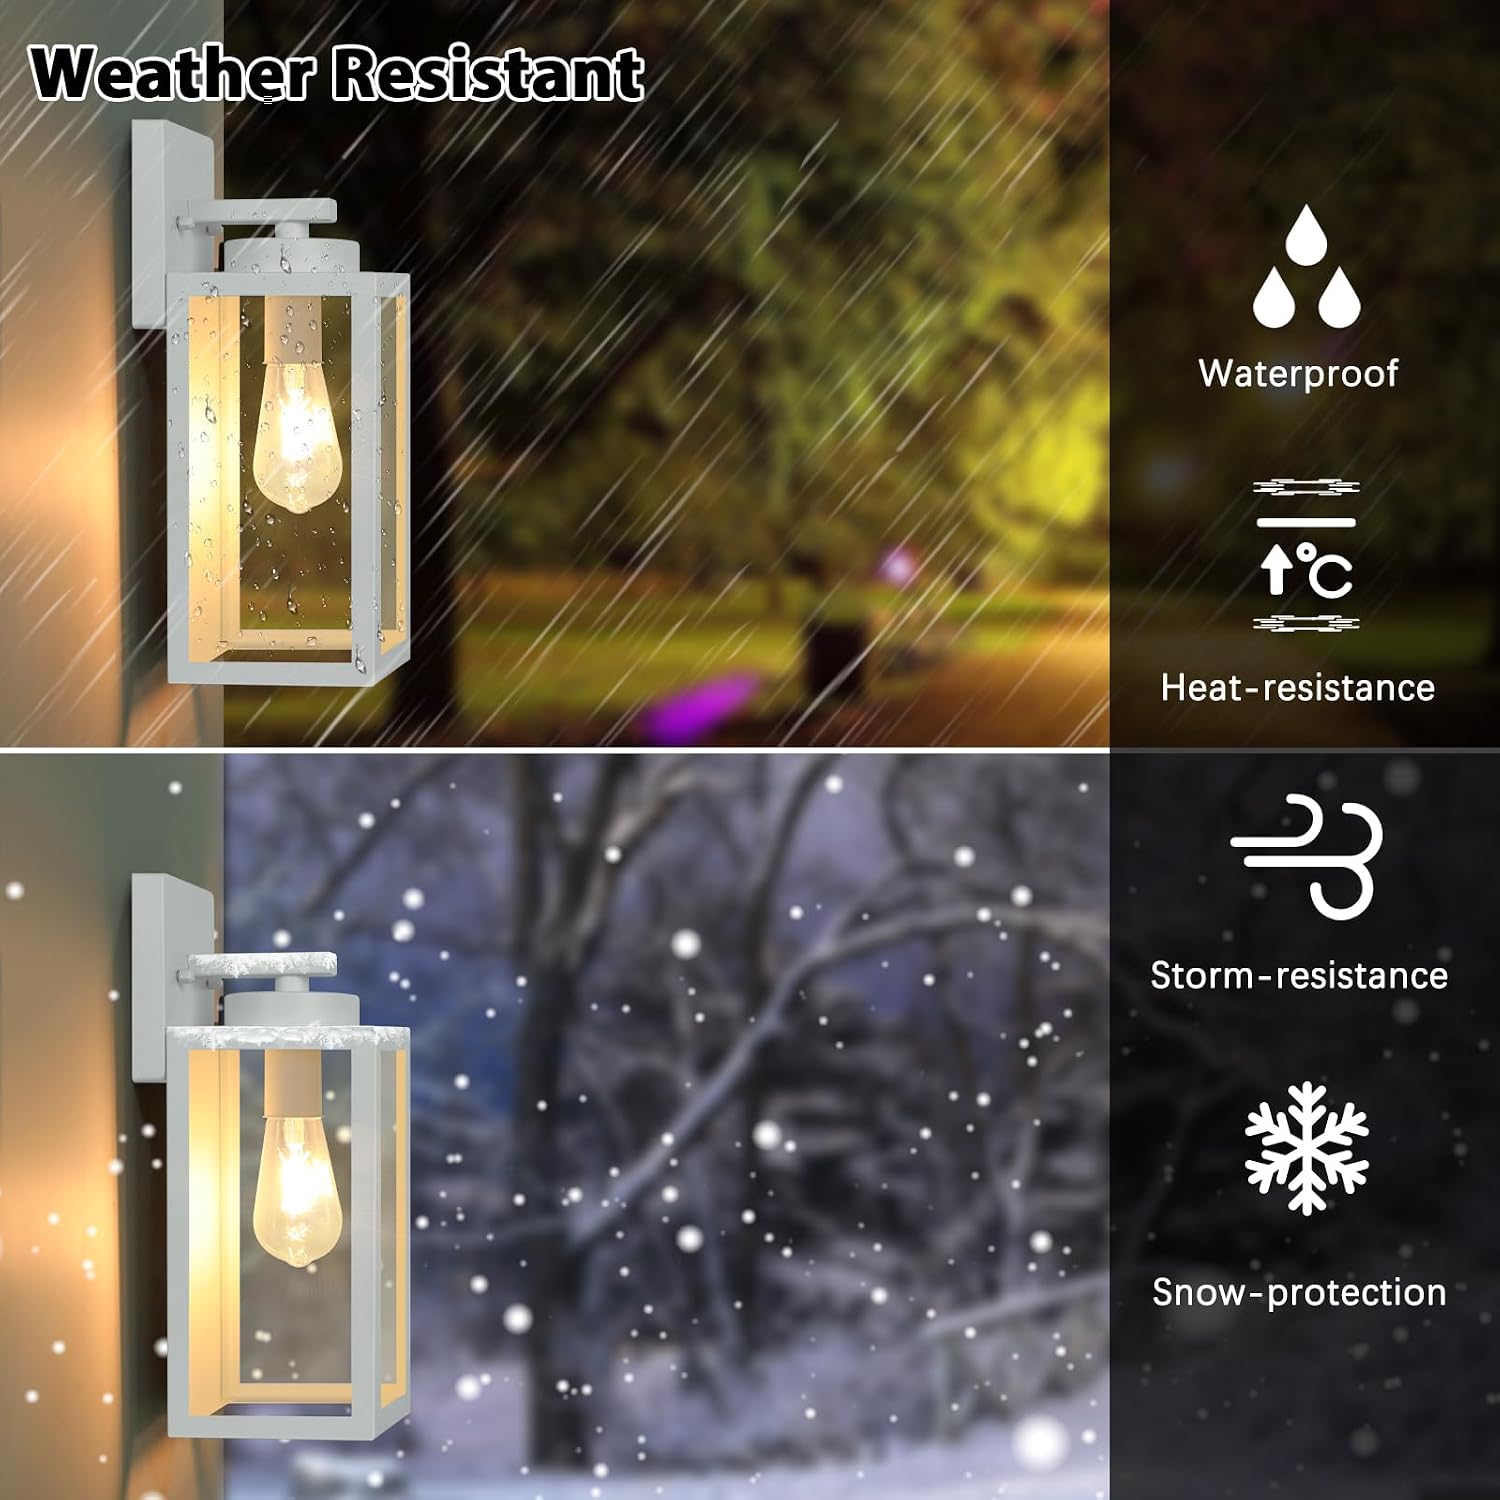 Weather Resistant
Waterproof
°C
Heat-resistance
Storm-resistance
Snow-protection